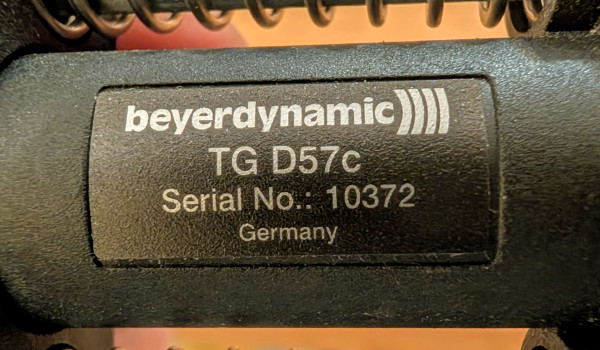 beyerdynamic
TG D57c
Serial No.: 10372
Germany